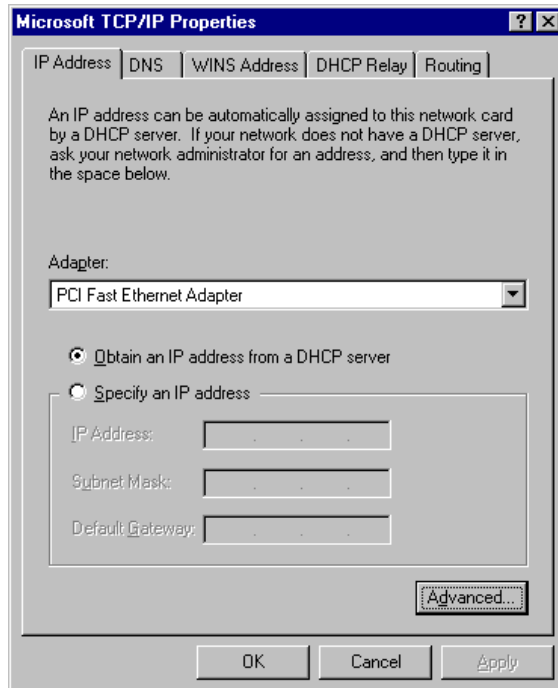 Microsoft TCP/IP Properties
IP Address
DNS
WINS Address
DHCP Relay
Routing
An IP address can be automatically assigned to this network card
by a DHCP server. If your network does not have a DHCP server,
ask your network administrator for an address, and then type it in
the space below.
Adapter:
PCI Fast Ethernet Adapter
Obtain an IP address from a DHCP server
Specify an IP address
IP Address:
Subnet Mask:
Default Gateway:
Advanced...
OK
Cancel
Apply